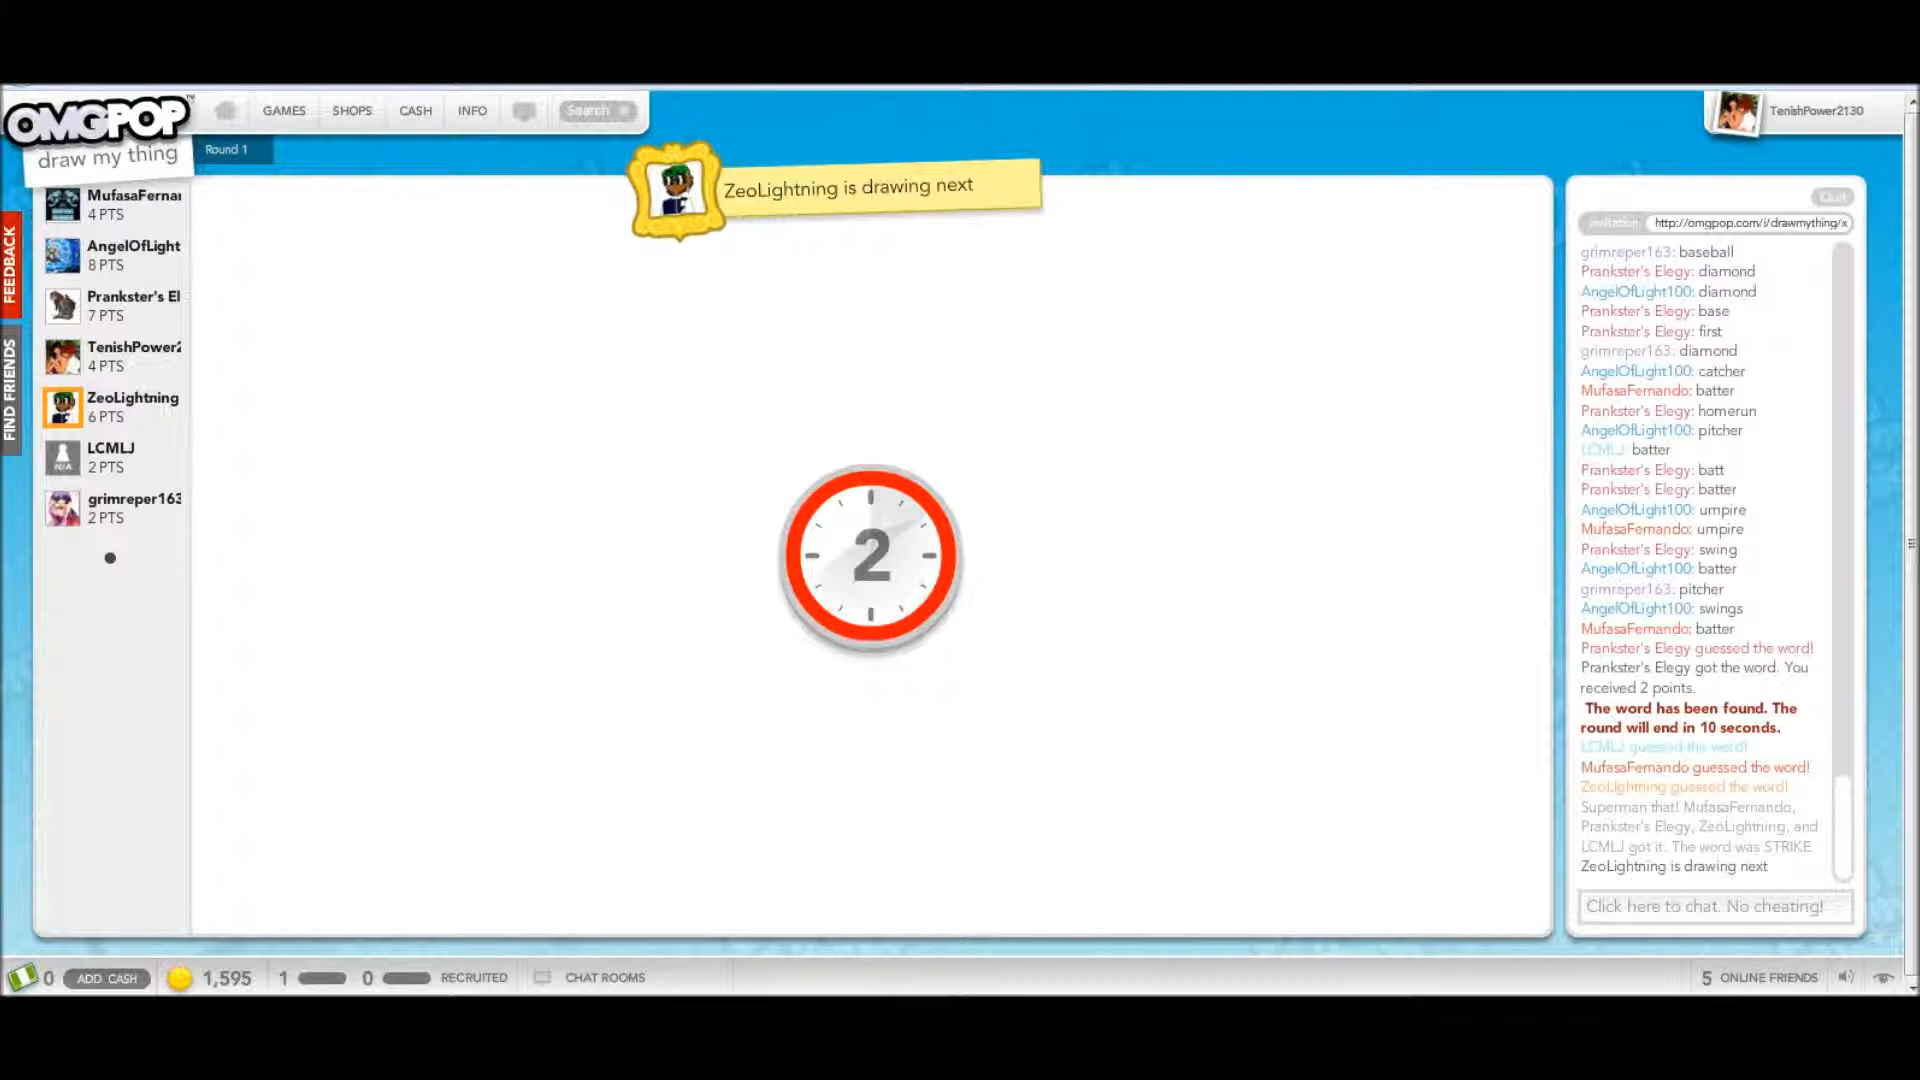 OMGPOP™
GAMES SHOPS CASH INFO Search
TenishPower2130
draw my thing
Round 1
ZeoLightning is drawing next
FEEDBACK
FIND FRIENDS
MufasaFernan
4 PTS
AngelOfLight
8 PTS
Prankster's El
7 PTS
TenishPower2
4 PTS
ZeoLightning
6 PTS
LCMLJ
2 PTS
N/A
grimreper163
2 PTS
2
Quit
invitation http://omgpop.com/i/drawmything/x
grimreper163: baseball
Prankster's Elegy: diamond
AngelOfLight100: diamond
Prankster's Elegy: base
Prankster's Elegy: first
grimreper163: diamond
AngelOfLight100: catcher
MufasaFernando: batter
Prankster's Elegy: homerun
AngelOfLight100: pitcher
LCMLJ: batter
Prankster's Elegy: batt
Prankster's Elegy: batter
AngelOfLight100: umpire
MufasaFernando: umpire
Prankster's Elegy: swing
AngelOfLight100: batter
grimreper163: pitcher
AngelOfLight100: swings
MufasaFernando: batter
Prankster's Elegy guessed the word!
Prankster's Elegy got the word. You
received 2 points.
The word has been found. The
round will end in 10 seconds.
LCMLJ guessed the word!
MufasaFernando guessed the word!
ZeoLightning guessed the word!
Superman that! MufasaFernando,
Prankster's Elegy, ZeoLightning, and
LCMLJ got it. The word was STRIKE
ZeoLightning is drawing next
Click here to chat. No cheating!
0 ADD CASH 1,595 1 0 RECRUITED CHAT ROOMS
5 ONLINE FRIENDS